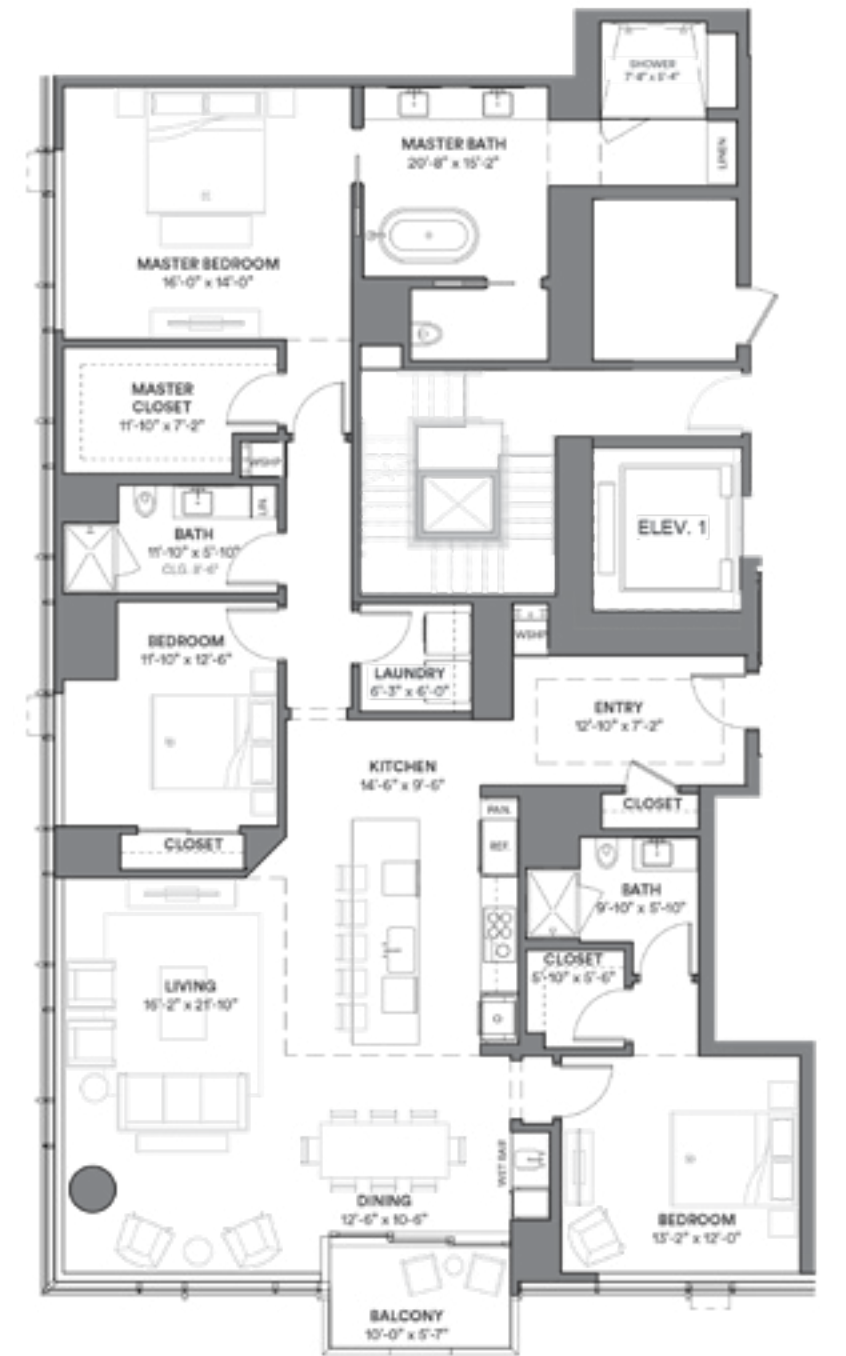 SHOWER
7'-8" x 5'-4"
MASTER BATH
20'-8" x 15'-2"
LINEN
MASTER BEDROOM
16'-0" x 14'-0"
MASTER
CLOSET
11'-10" x 7'-2"
WSHP
LIN.
BATH
11'-10" x 5'-10"
CLG. 8'-6"
ELEV. 1
BEDROOM
11'-10" x 12'-6"
WSHP
LAUNDRY
6'-3" x 6'-0"
ENTRY
12'-10" x 7'-2"
KITCHEN
14'-6" x 9'-6"
CLOSET
PAN.
REF.
CLOSET
BATH
9'-10" x 5'-10"
CLOSET
5'-10" x 5'-6"
LIVING
16'-2" x 21'-10"
WET BAR
DINING
12'-6" x 10-6"
BEDROOM
13'-2" x 12'-0"
BALCONY
10'-0" x 5'-7"